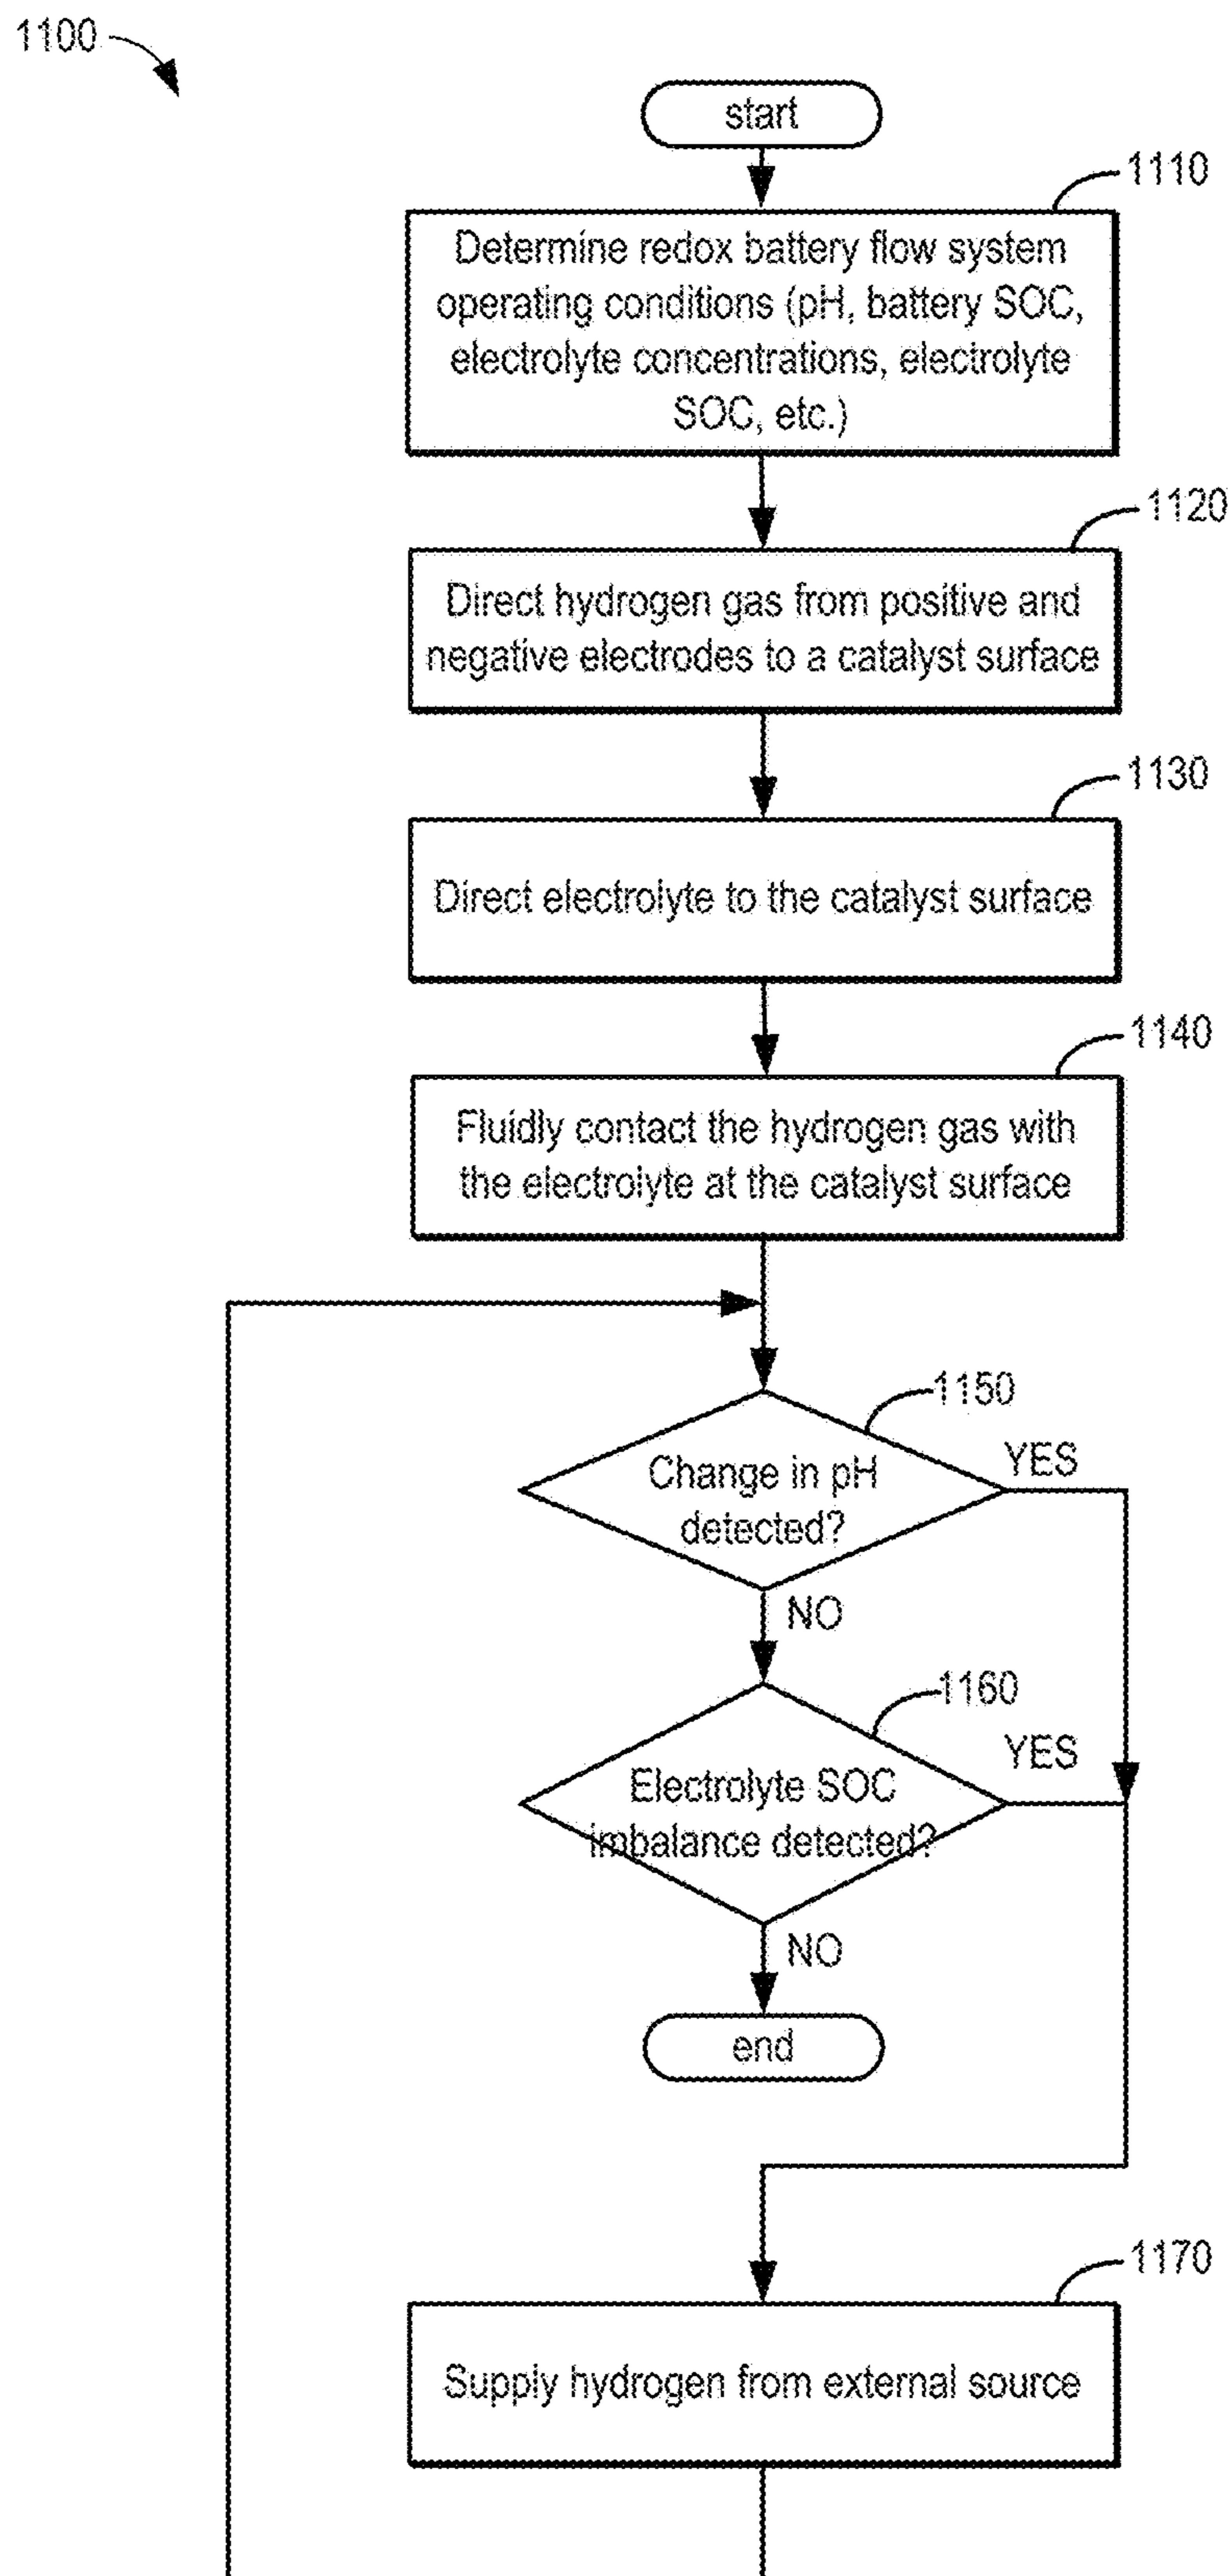 1100
start
1110
Determine redox battery flow system
operating conditions (pH, battery SOC,
electrolyte concentrations, electrolyte
SOC, etc.)
1120
Direct hydrogen gas from positive and
negative electrodes to a catalyst surface
1130
Direct electrolyte to the catalyst surface
1140
Fluidly contact the hydrogen gas with
the electrolyte at the catalyst surface
1150
Change in pH
detected?
YES
NO
1160
Electrolyte SOC
imbalance detected?
YES
NO
end
1170
Supply hydrogen from external source